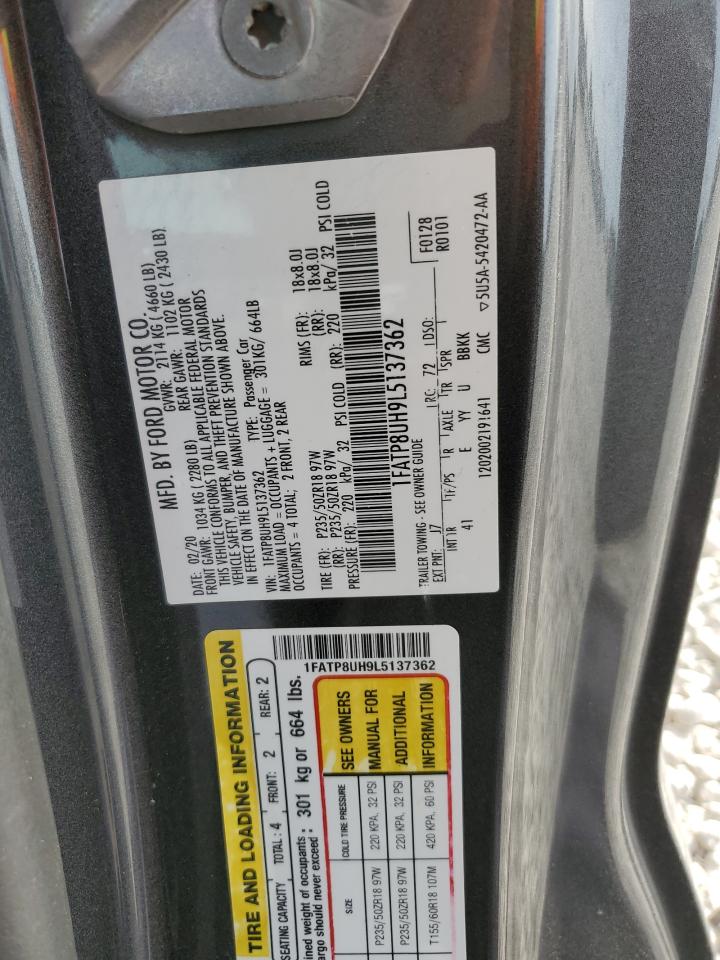 MFD. BY FORD MOTOR CO.
DATE: 02/20 GVWR: 2114 KG ( 4660 LB)
FRONT GAWR: 1034 KG ( 2280 LB) REAR GAWR: 1102 KG ( 2430 LB)
THIS VEHICLE CONFORMS TO ALL APPLICABLE FEDERAL MOTOR
VEHICLE SAFETY, BUMPER, AND THEFT PREVENTION STANDARDS
IN EFFECT ON THE DATE OF MANUFACTURE SHOWN ABOVE.
VIN: 1FATP8UH9L5137362 TYPE: Passenger Car
MAXIMUM LOAD = OCCUPANTS + LUGGAGE = 301KG/ 664LB
OCCUPANTS = 4 TOTAL; 2 FRONT, 2 REAR
TIRE (FR): P235/50ZR18 97W RIMS (FR): 18x8.0J
(RR): P235/50ZR18 97W (RR): 18x8.0J
PRESSURE (FR): 220 kPa/ 32 PSI COLD (RR): 220 kPa/ 32 PSI COLD
1FATP8UH9L5137362
TRAILER TOWING - SEE OWNER GUIDE F0128
EXT PNT: J7 RC: 72 DSO: R0101
INT TR TP/PS R AXLE TR SPR
41 E YY U BBKK
1202002191641 CMC ▽5U5A-5420472-AA
TIRE AND LOADING INFORMATION
SEATING CAPACITY TOTAL: 4 FRONT: 2 REAR: 2
of occupants
should never exceed : 301 kg or 664 lbs.
1FATP8UH9L5137362
SIZE COLD TIRE PRESSURE SEE OWNERS
P235/50ZR18 97W 220 KPA, 32 PSI MANUAL FOR
P235/50ZR18 97W 220 KPA, 32 PSI ADDITIONAL
T155/60R18 107M 420 KPA, 60 PSI INFORMATION